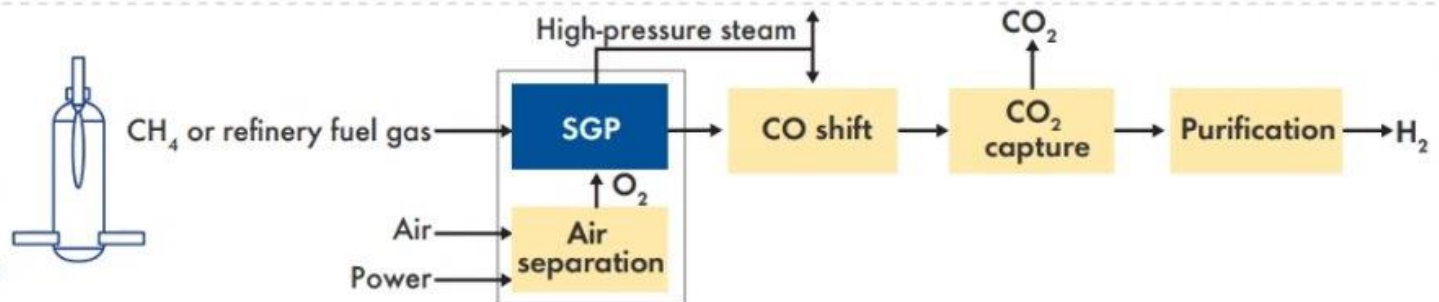 High-pressure steam
CO₂
CH₄ or refinery fuel gas
SGP
CO shift
CO₂
capture
Purification
H₂
O₂
Air
Power
Air
separation